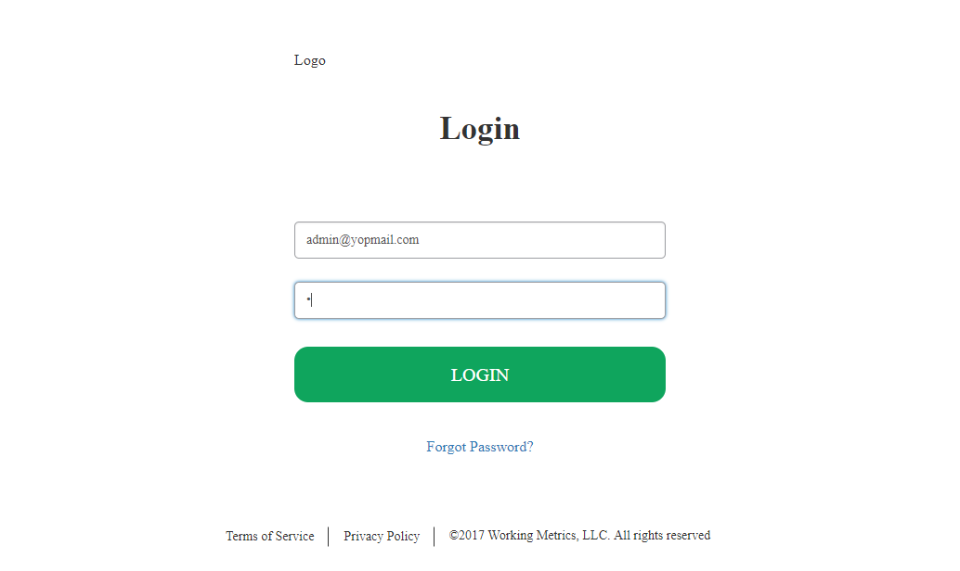 Logo
Login
admin@yopmail.com
•
LOGIN
Forgot Password?
Terms of Service | Privacy Policy | ©2017 Working Metrics, LLC. All rights reserved